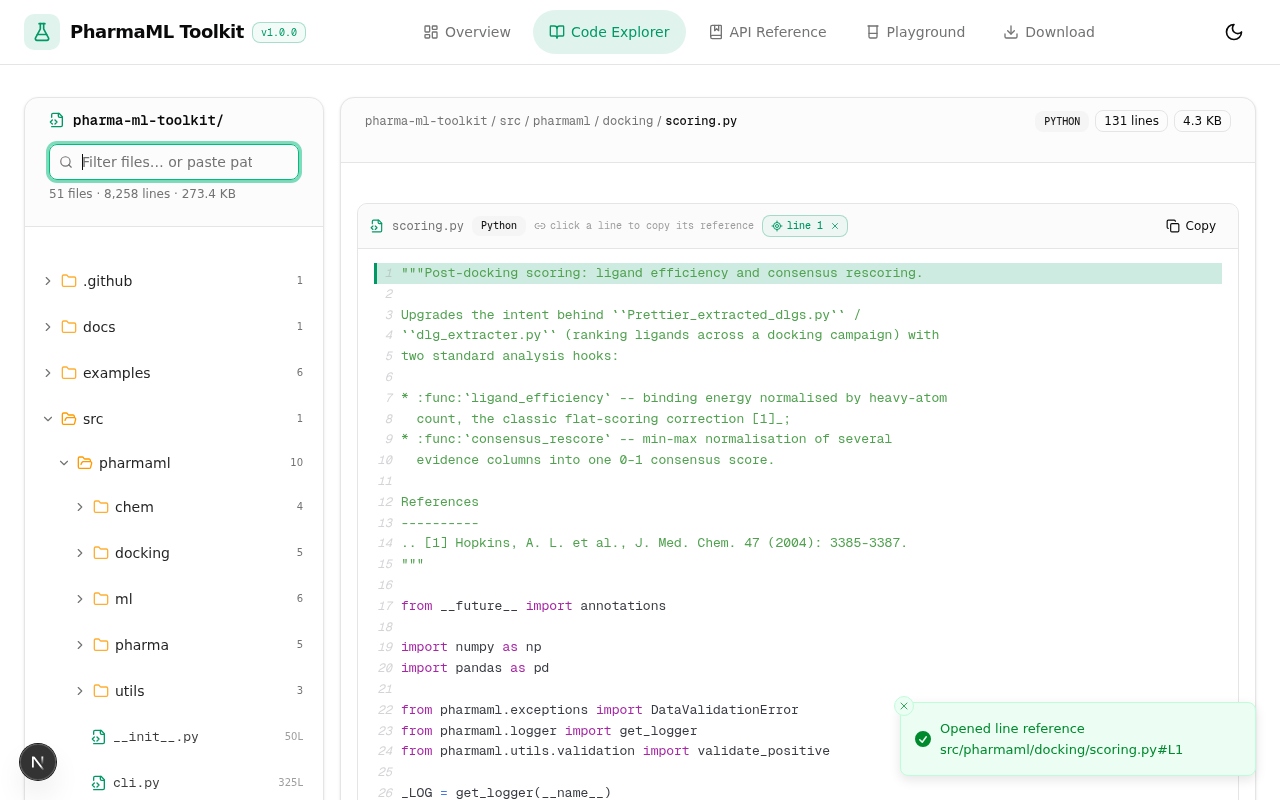 PharmaML Toolkit v1.0.0
Overview
Code Explorer
API Reference
Playground
Download
pharma-ml-toolkit/
Filter files… or paste pat
51 files · 8,258 lines · 273.4 KB
.github 1
docs 1
examples 6
src 1
pharmaml 10
chem 4
docking 5
ml 6
pharma 5
utils 3
__init__.py 50L
cli.py 325L
pharma-ml-toolkit / src / pharmaml / docking / scoring.py
PYTHON 131 lines 4.3 KB
scoring.py Python click a line to copy its reference line 1 × Copy
1 """Post-docking scoring: ligand efficiency and consensus rescoring.
2
3 Upgrades the intent behind ``Prettier_extracted_dlgs.py`` /
4 ``dlg_extracter.py`` (ranking ligands across a docking campaign) with
5 two standard analysis hooks:
6
7 * :func:`ligand_efficiency` -- binding energy normalised by heavy-atom
8   count, the classic flat-scoring correction [1]_;
9 * :func:`consensus_rescore` -- min-max normalisation of several
10   evidence columns into one 0–1 consensus score.
11
12 References
13 ----------
14 .. [1] Hopkins, A. L. et al., J. Med. Chem. 47 (2004): 3385-3387.
15 """
16
17 from __future__ import annotations
18
19 import numpy as np
20 import pandas as pd
21
22 from pharmaml.exceptions import DataValidationError
23 from pharmaml.logger import get_logger
24 from pharmaml.utils.validation import validate_positive
25
26 _LOG = get_logger(__name__)
Opened line reference
src/pharmaml/docking/scoring.py#L1
N